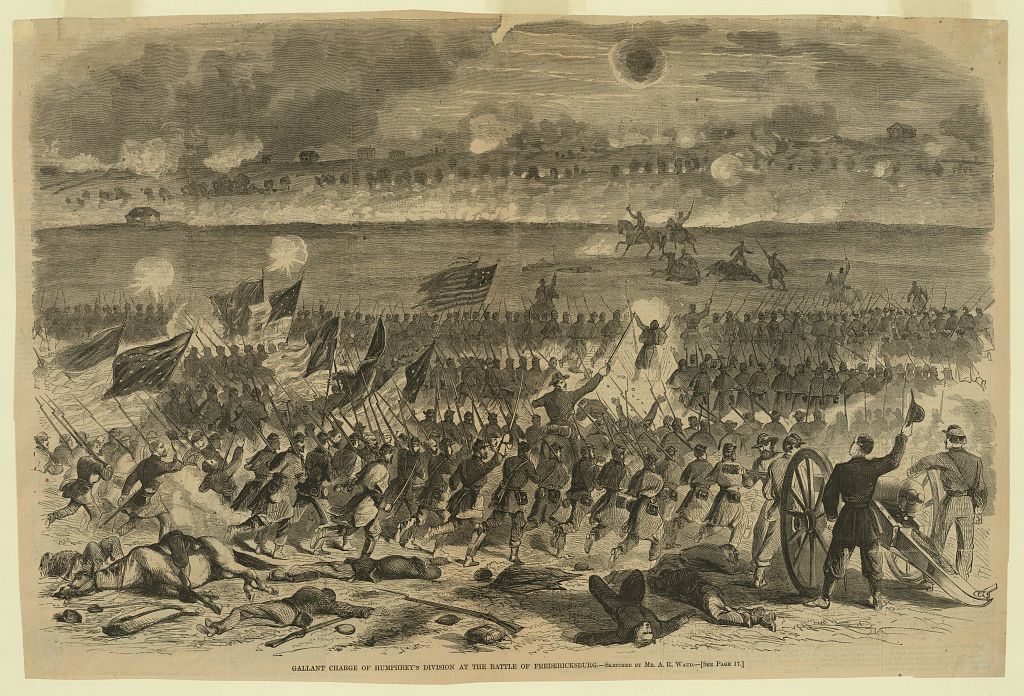 GALLANT CHARGE OF HUMPHREY'S DIVISION AT THE BATTLE OF FREDERICKSBURG.—Sketched by Mr. A. R. Waud.—[See Page 17.]